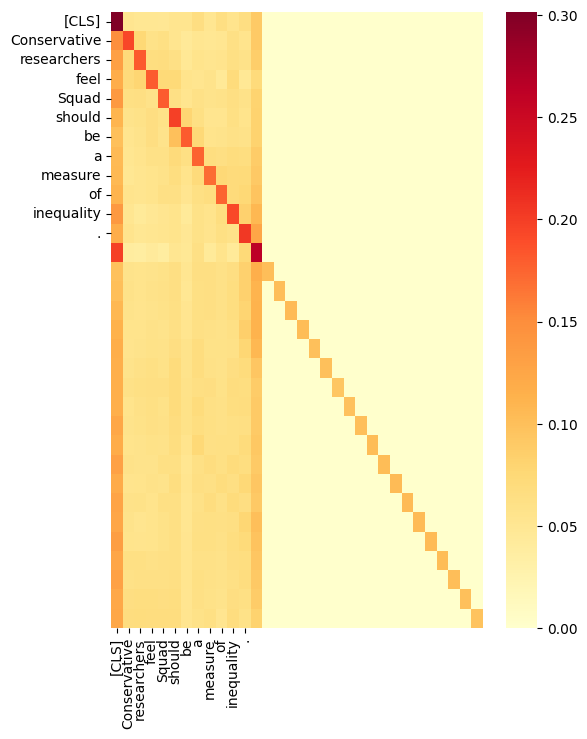 [CLS]
Conservative
researchers
feel
Squad
should
be
a
measure
of
inequality
.
0.30
0.25
0.20
0.15
0.10
0.05
0.00
[CLS]
Conservative
researchers
feel
Squad
should
be
a
measure
of
inequality
.